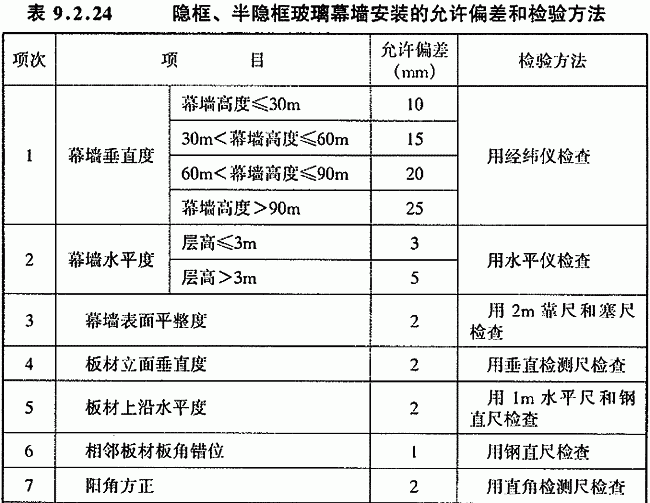 表 9.2.24 隐框、半隐框玻璃幕墙安装的允许偏差和检验方法
项次 项 目 允许偏差 (mm) 检验方法
1 幕墙垂直度 幕墙高度≤30m 10 用经纬仪检查
30m<幕墙高度≤60m 15
60m<幕墙高度≤90m 20
幕墙高度>90m 25
2 幕墙水平度 层高≤3m 3 用水平仪检查
层高>3m 5
3 幕墙表面平整度 2 用 2m 靠尺和塞尺
检查
4 板材立面垂直度 2 用垂直检测尺检查
5 板材上沿水平度 2 用 1m 水平尺和钢
直尺检查
6 相邻板材板角错位 1 用钢直尺检查
7 阳角方正 2 用直角检测尺检查